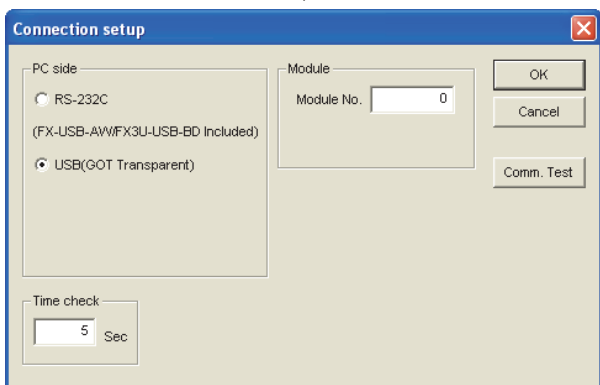 Connection setup
PC side
RS-232C
(FX-USB-AW/FX3U-USB-BD Included)
USB(GOT Transparent)
Module
Module No. 0
OK
Cancel
Comm. Test
Time check
5 Sec